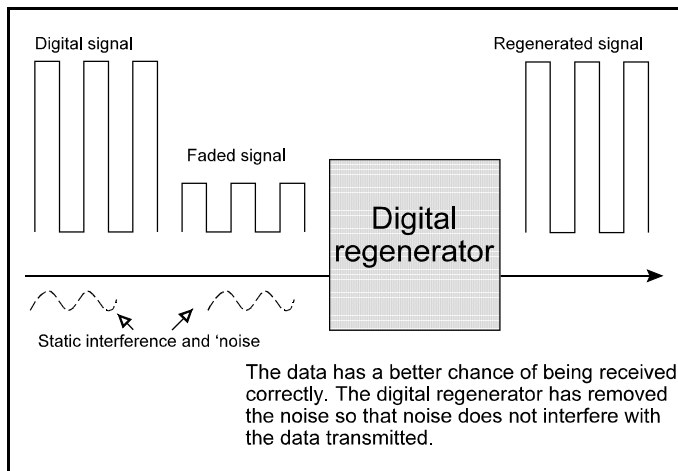 Digital signal
Regenerated signal
Faded signal
Digital
regenerator
Static interference and 'noise
The data has a better chance of being received
correctly. The digital regenerator has removed
the noise so that noise does not interfere with
the data transmitted.